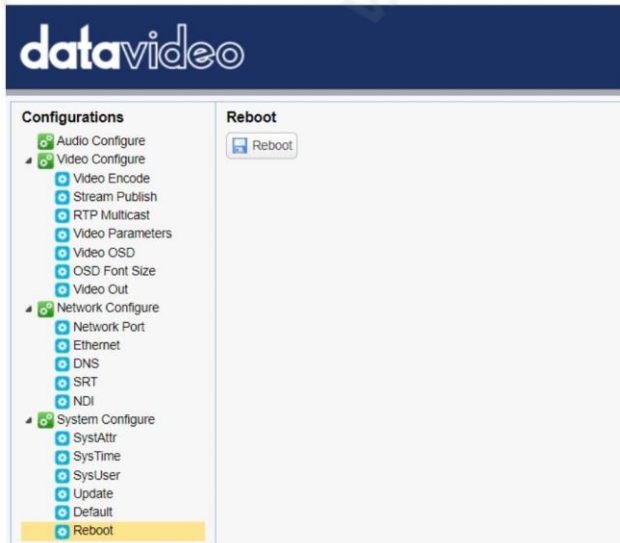 datavideo
Configurations
Audio Configure
Video Configure
Video Encode
Stream Publish
RTP Multicast
Video Parameters
Video OSD
OSD Font Size
Video Out
Network Configure
Network Port
Ethernet
DNS
SRT
NDI
System Configure
SystAttr
SysTime
SysUser
Update
Default
Reboot
Reboot
Reboot